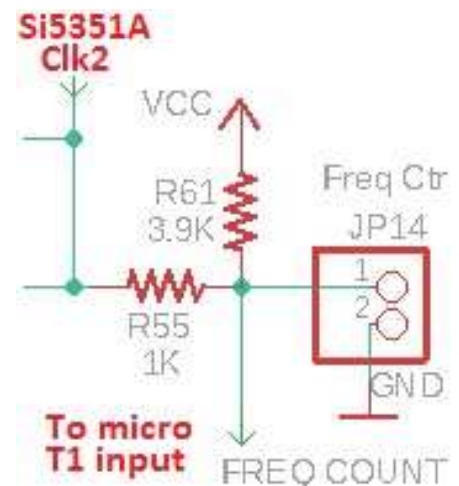 Si5351A
Clk2
VCC
R61
3.9K
Freq Ctr
JP14
1
2
R55
1K
GND
To micro
T1 input
FREQ COUNT